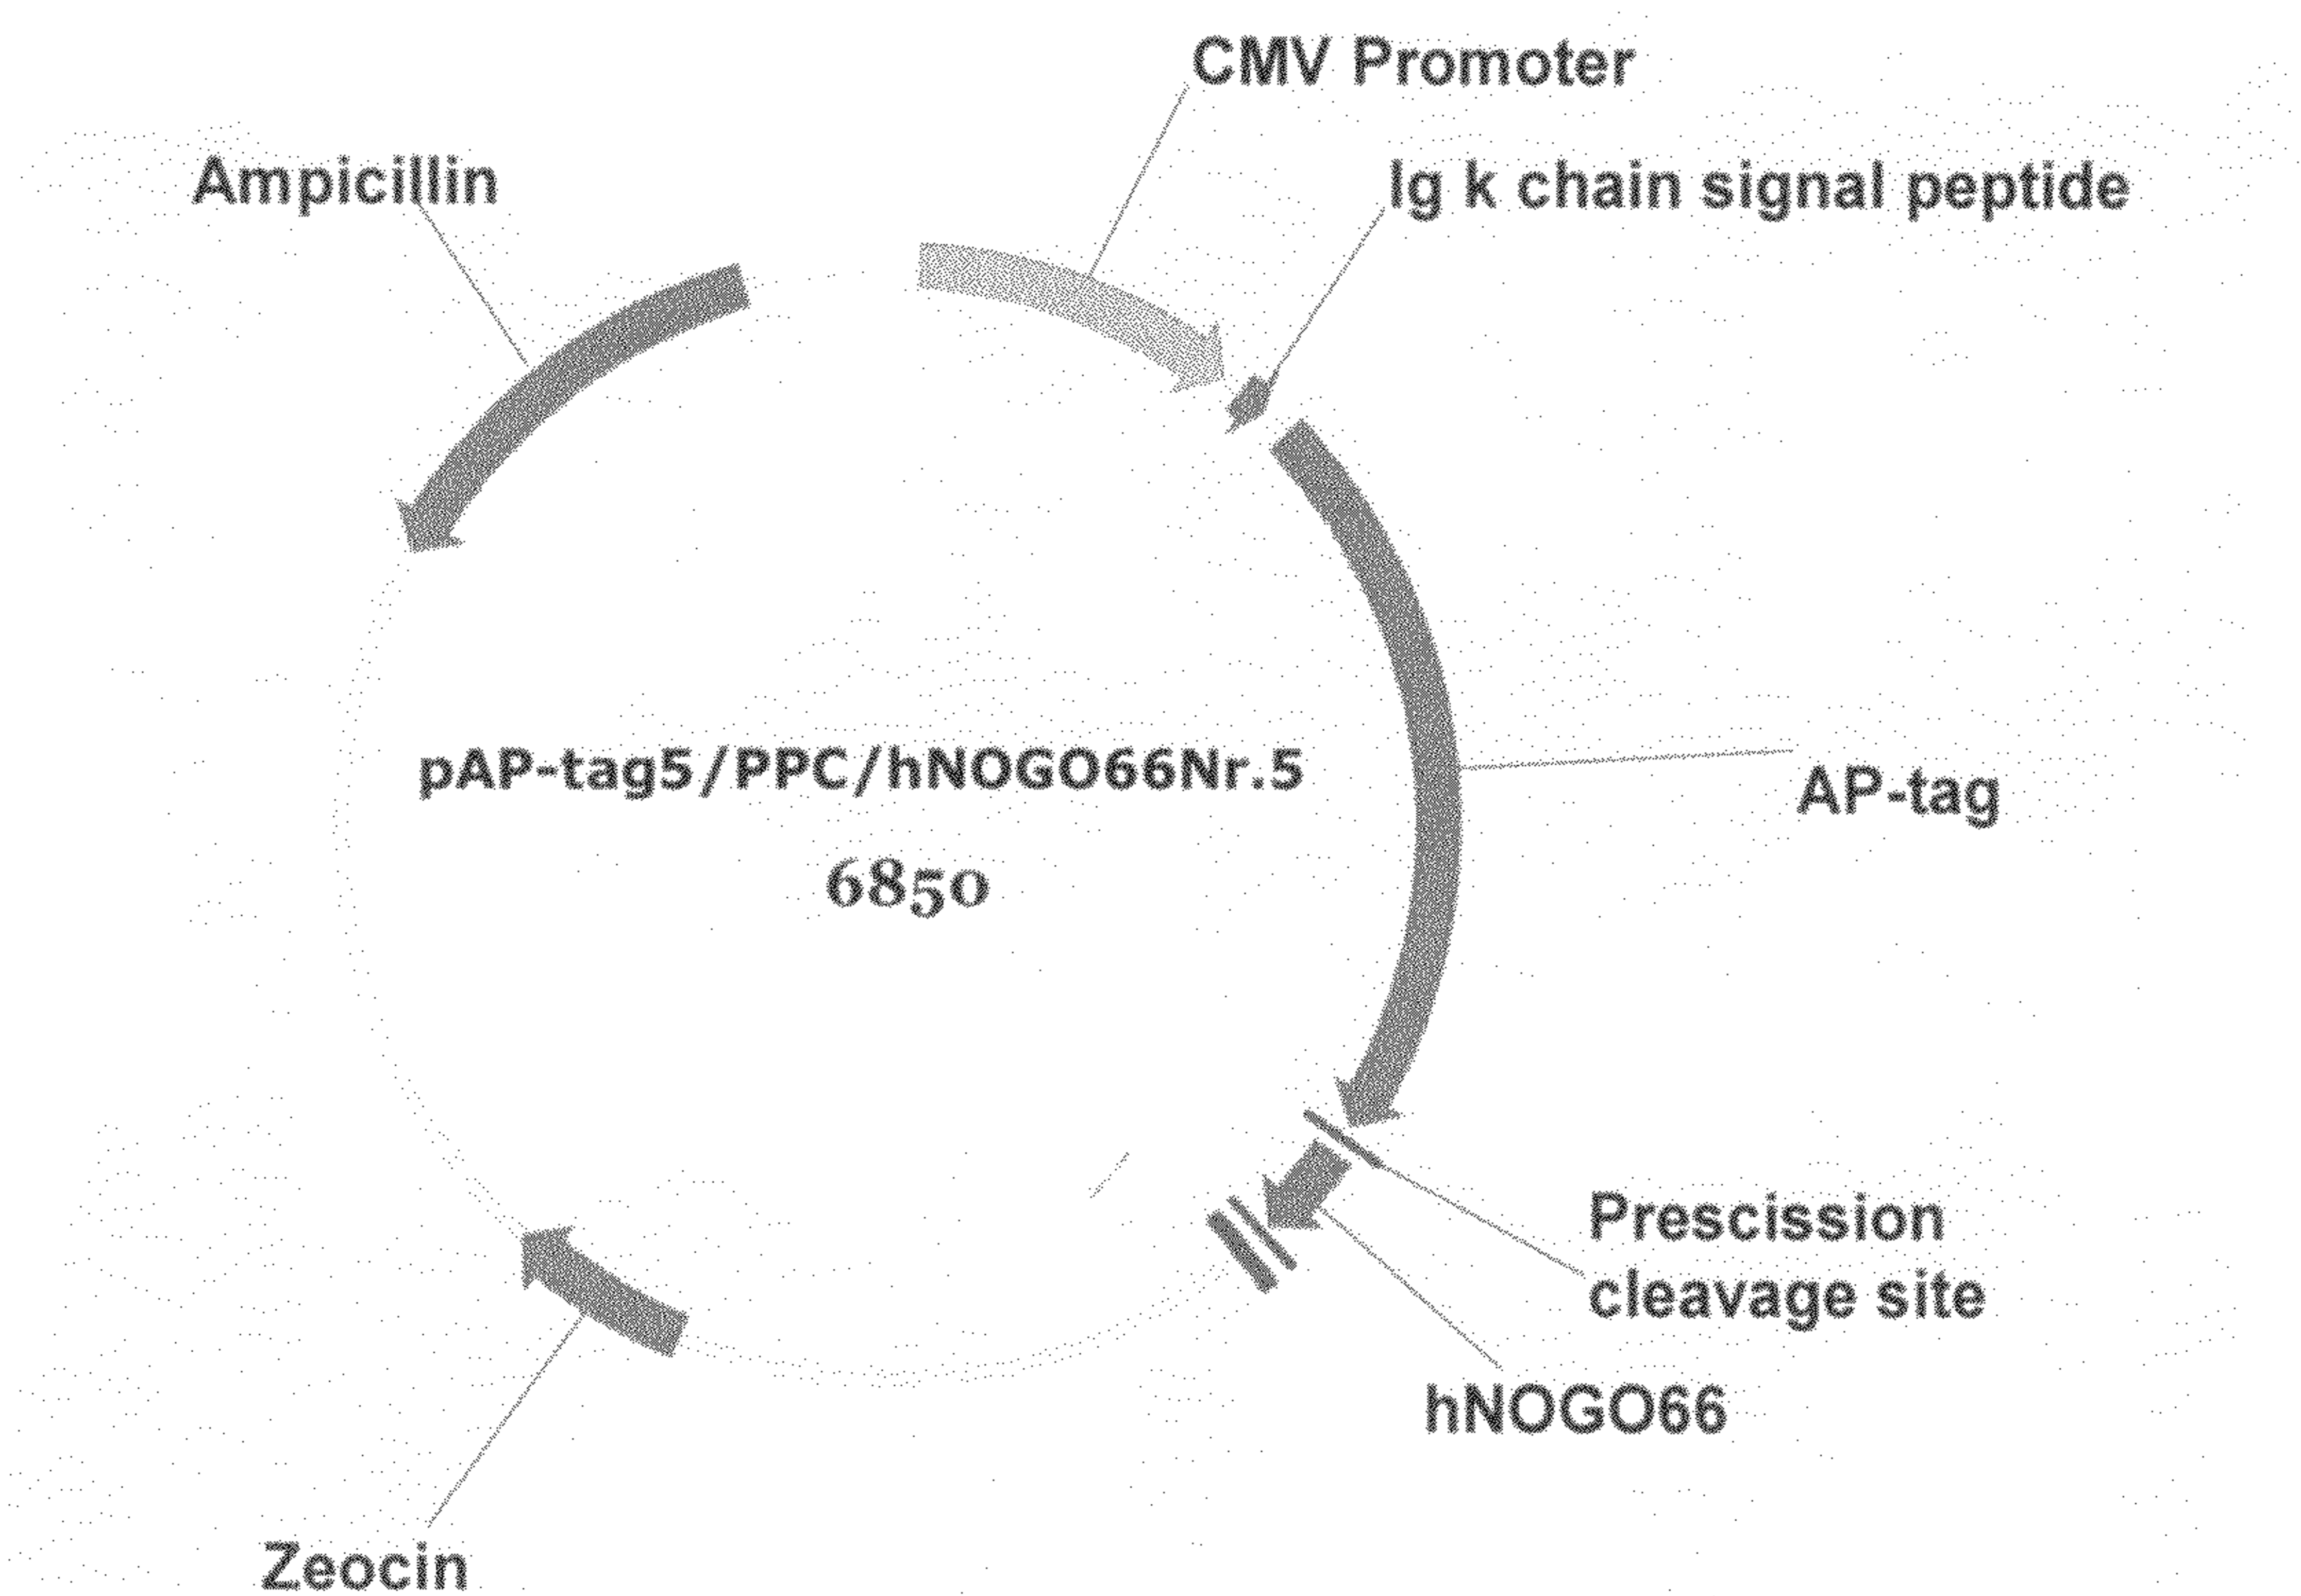 CMV Promoter
Ig k chain signal peptide
Ampicillin
pAP-tag5/PPC/hNOGO66Nr.5
6850
AP-tag
Prescission
cleavage site
hNOGO66
Zeocin